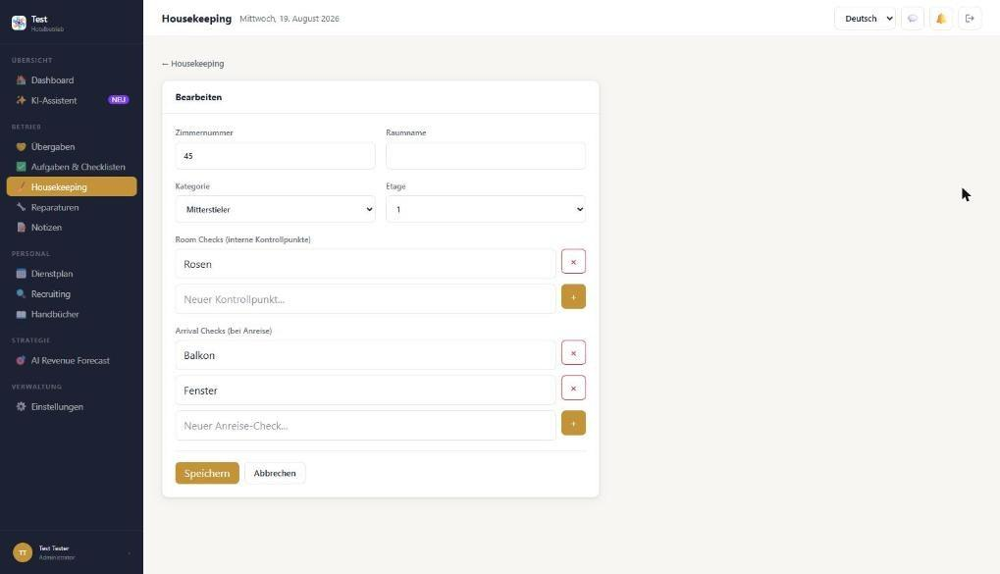 Test
Hotelbetrieb
ÜBERSICHT
Dashboard
KI-Assistent NEU
BETRIEB
Übergaben
Aufgaben & Checklisten
Housekeeping
Reparaturen
Notizen
PERSONAL
Dienstplan
Recruiting
Handbücher
STRATEGIE
AI Revenue Forecast
VERWALTUNG
Einstellungen
TT
Test Tester
Administrator
Housekeeping Mittwoch, 19. August 2026
Deutsch
← Housekeeping
Bearbeiten
Zimmernummer Raumname
45
Kategorie Etage
Mitterstieler 1
Room Checks (interne Kontrollpunkte)
Rosen ×
Neuer Kontrollpunkt... +
Arrival Checks (bei Anreise)
Balkon ×
Fenster ×
Neuer Anreise-Check... +
Speichern Abbrechen